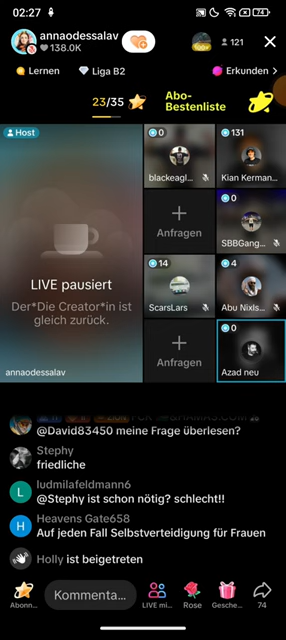 02:27
74
annodessalav
138.0K
121
Lernen
Liga B2
Erkunden >
23/35
Abo-
Bestenliste
Host
LIVE pausiert
Der*Die Creator*in ist
gleich zurück.
annaodessalav
0
blackeagl...
131
Kian Kerman...
Anfragen
0
SBBGang...
14
ScarsLars
4
Abu Nixls...
Anfragen
0
Azad neu
@David83450 meine Frage überlesen?
Stephy
friedliche
L
ludmilafeldmann6
@Stephy ist schon nötig? schlecht!!
H
Heavens Gate658
Auf jeden Fall Selbstverteidigung für Frauen
Holly ist beigetreten
Abonn...
Kommenta...
LIVE mi...
Rose
Gesche...
74